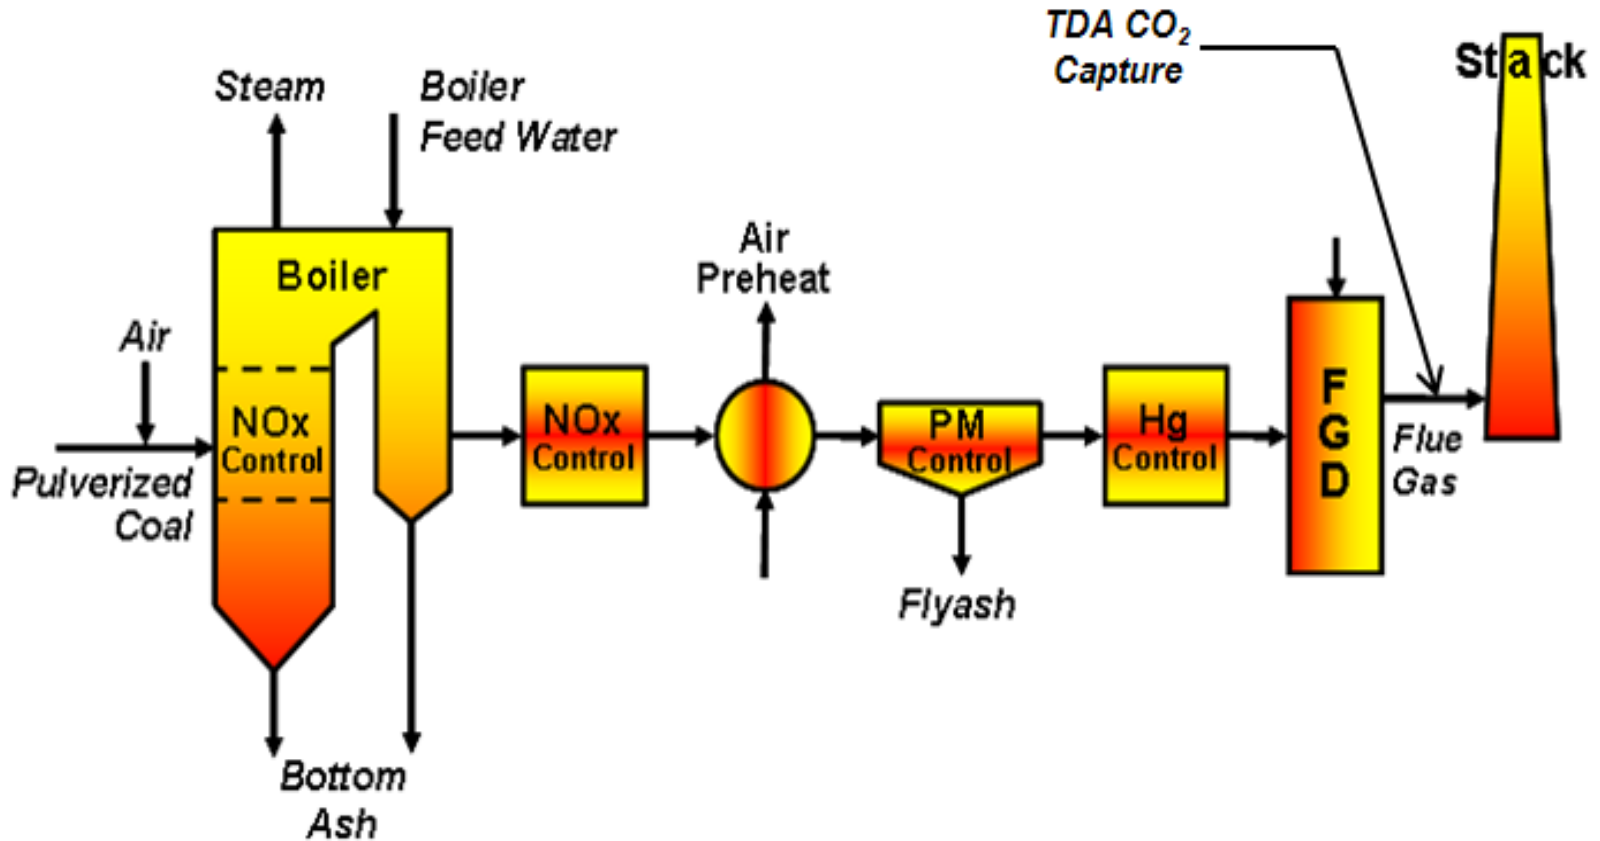 TDA CO₂
Capture
Stack
Steam
Boiler
Feed Water
Air
Preheat
Boiler
Air
NOx
Control
NOx
Control
PM
Control
Hg
Control
F
G
D
Flue
Gas
Pulverized
Coal
Flyash
Bottom
Ash